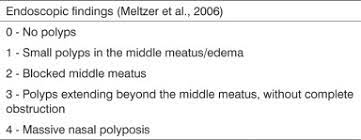 Endoscopic findings (Meltzer et al., 2006)
0 - No polyps
1 - Small polyps in the middle meatus/edema
2 - Blocked middle meatus
3 - Polyps extending beyond the middle meatus, without complete
obstruction
4 - Massive nasal polyposis